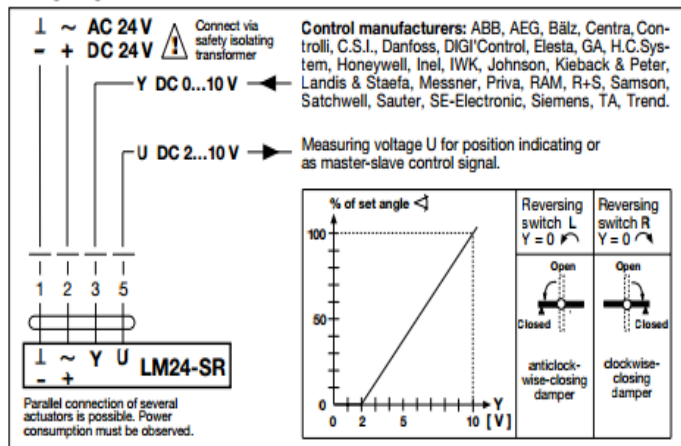 ⊥ ~ AC 24 V
- + DC 24 V
Connect via
safety isolating
transformer
Y DC 0...10 V
U DC 2...10 V
Control manufacturers: ABB, AEG, Bälz, Centra, Con-
trolli, C.S.I., Danfoss, DIGI'Control, Elesta, GA, H.C.Sys-
tem, Honeywell, Inel, IWK, Johnson, Kieback & Peter,
Landis & Staefa, Messner, Priva, RAM, R+S, Samson,
Satchwell, Sauter, SE-Electronic, Siemens, TA, Trend.
Measuring voltage U for position indicating or
as master-slave control signal.
1 2 3 5
⊥ ~ Y U
- +
LM24-SR
Parallel connection of several
actuators is possible. Power
consumption must be observed.
% of set angle
100
50
0
0 2 5 10 Y
[ V ]
Reversing
switch L
Y = 0
Open
Closed
anticlock-
wise-closing
damper
Reversing
switch R
Y = 0
Open
Closed
clockwise-
closing
damper